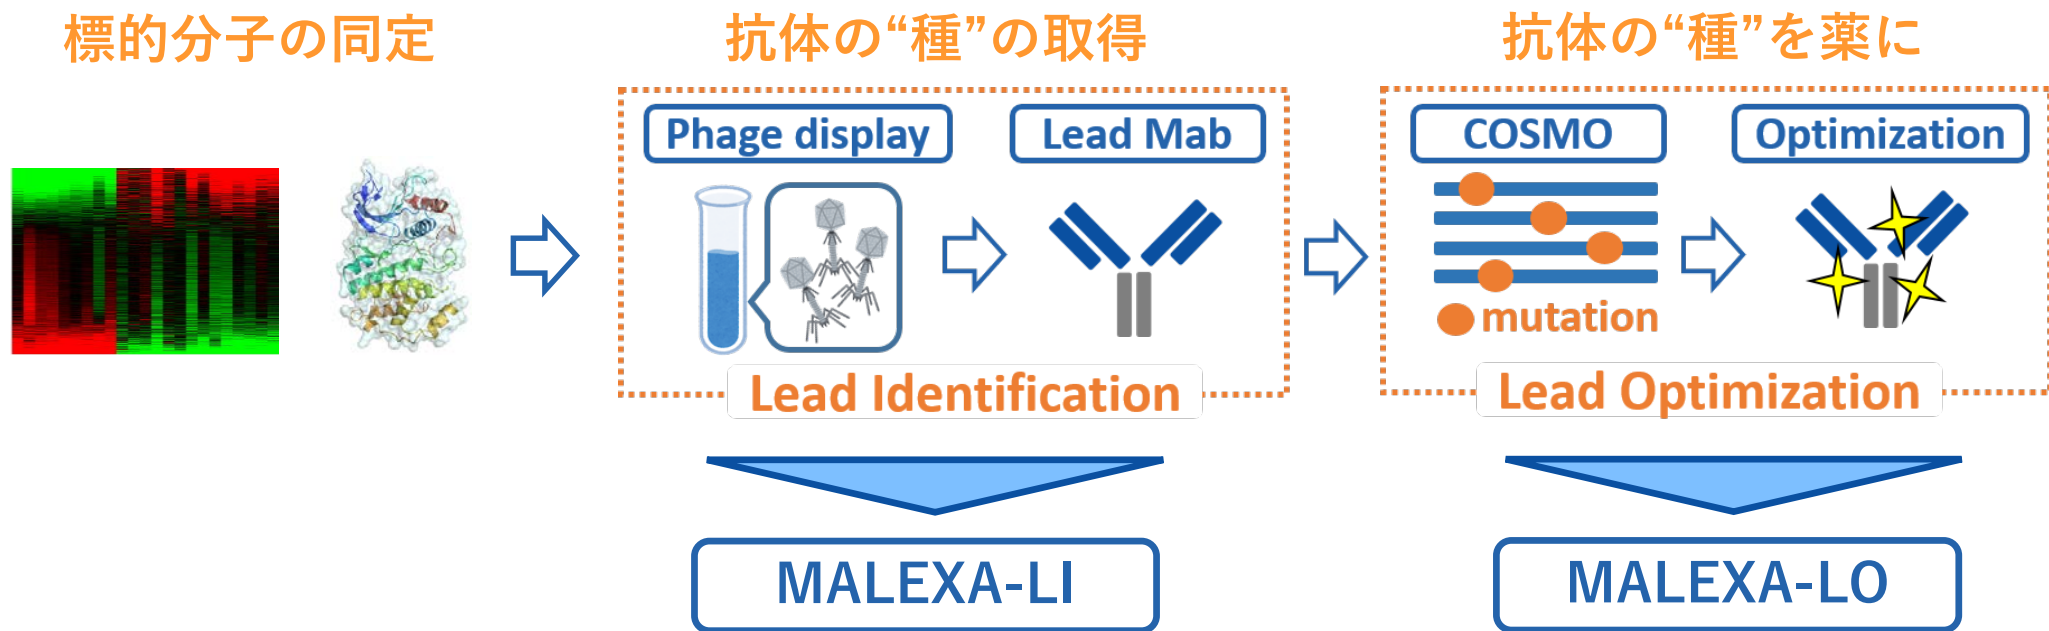 標的分子の同定
抗体の“種”の取得
抗体の“種”を薬に
Phage display
Lead Mab
COSMO
Optimization
mutation
Lead Identification
Lead Optimization
MALEXA-LI
MALEXA-LO